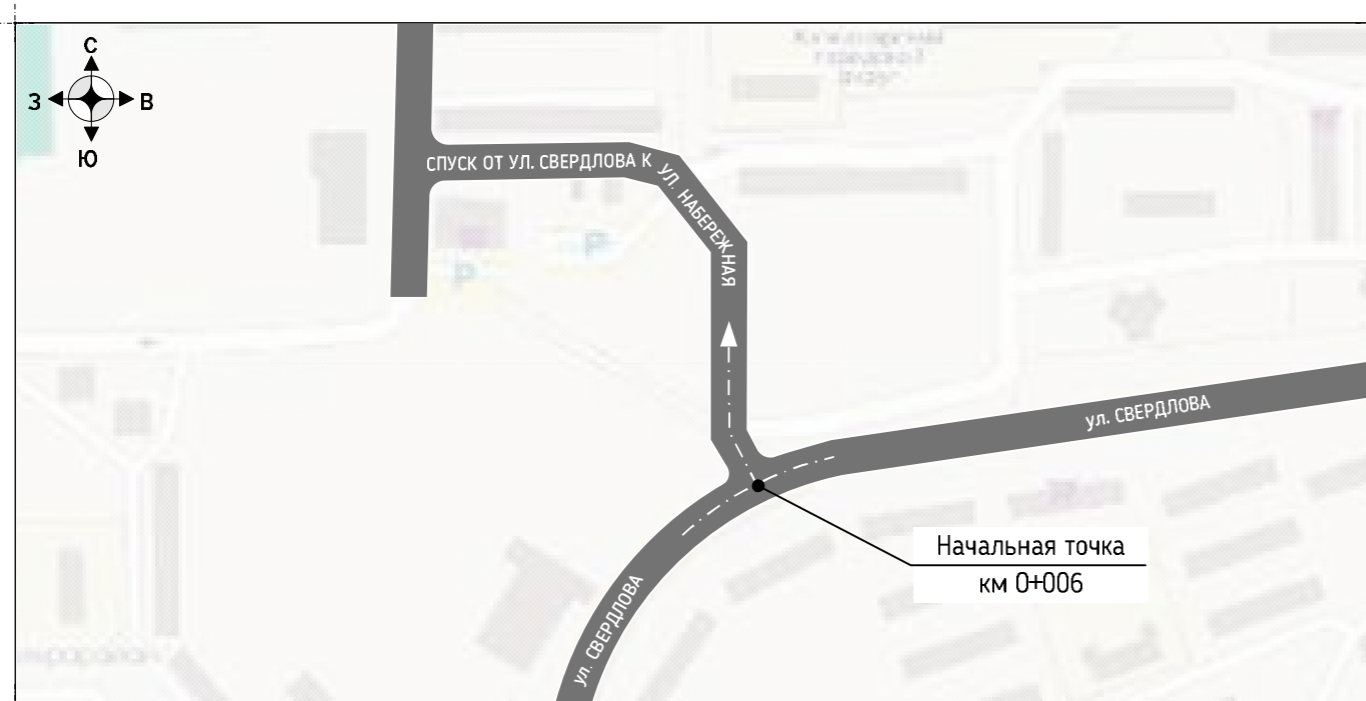 С
З
В
Ю
СПУСК ОТ УЛ. СВЕРДЛОВА К
УЛ. НАБЕРЕЖНАЯ
P
P
ул. СВЕРДЛОВА
ул. СВЕРДЛОВА
Начальная точка
км 0+006